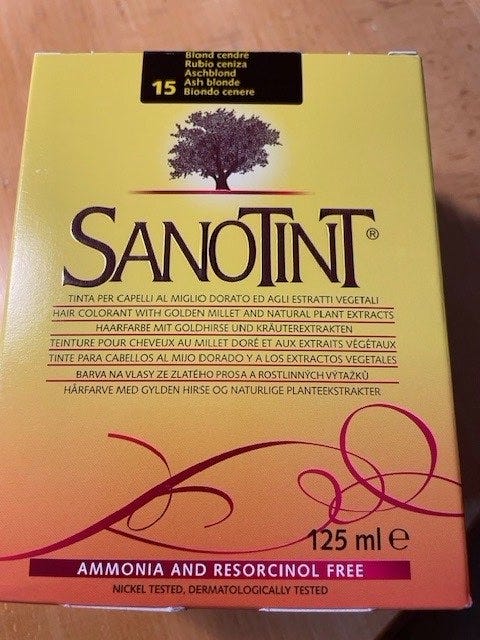 Blond cendré
Rubio ceniza
Aschblond
15 Ash blonde
Biondo cenere
SANOTINT®
TINTA PER CAPELLI AL MIGLIO DORATO ED AGLI ESTRATTI VEGETALI
HAIR COLORANT WITH GOLDEN MILLET AND NATURAL PLANT EXTRACTS
HAARFARBE MIT GOLDHIRSE UND KRÄUTEREXTRAKTEN
TEINTURE POUR CHEVEUX AU MILLET DORÉ ET AUX EXTRAITS VÉGÉTAUX
TINTE PARA CABELLOS AL MIJO DORADO Y A LOS EXTRACTOS VEGETALES
BARVA NA VLASY ZE ZLATÉHO PROSA A ROSTLINNÝCH VÝTAŽKŮ
HÅRFARVE MED GYLDEN HIRSE OG NATURLIGE PLANTEEKSTRAKTER
125 ml e
AMMONIA AND RESORCINOL FREE
NICKEL TESTED, DERMATOLOGICALLY TESTED